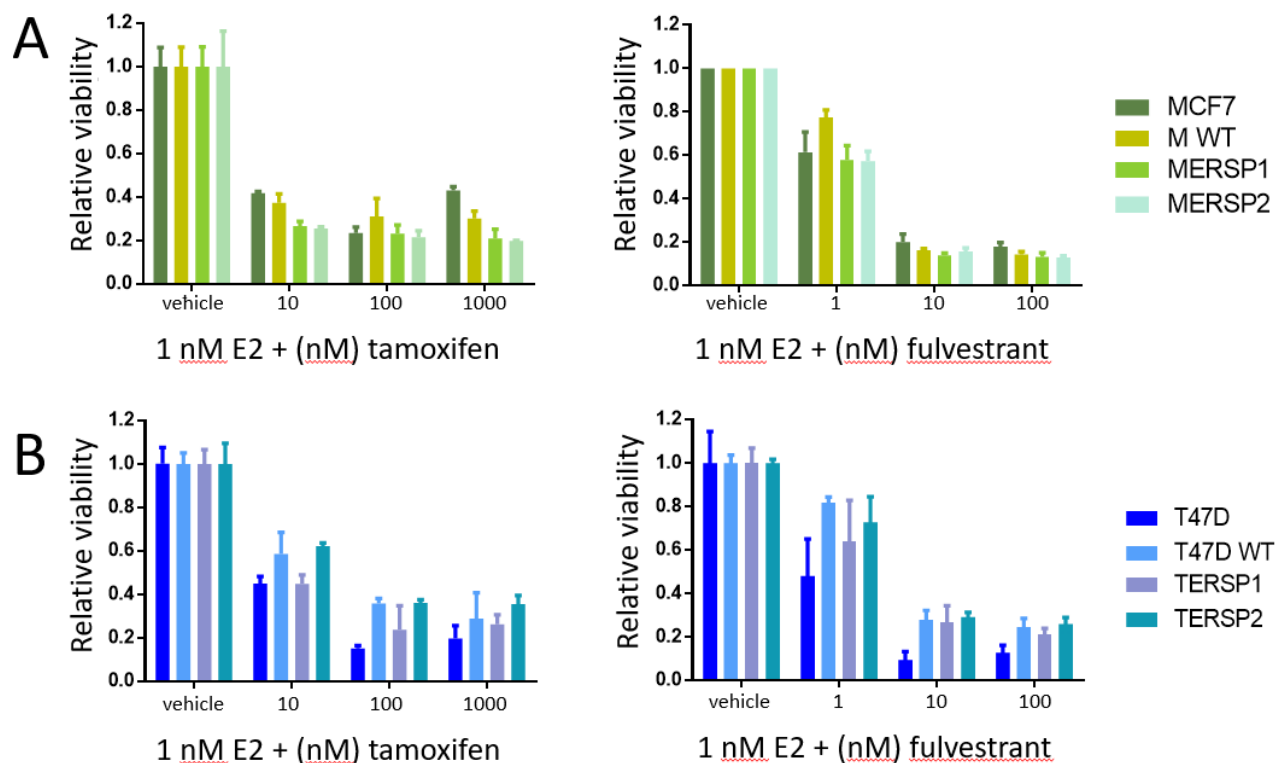 A
Relative viability
1.2
1.0
0.8
0.6
0.4
0.2
0.0
vehicle 10 100 1000
1 nM E2 + (nM) tamoxifen
Relative viability
1.2
1.0
0.8
0.6
0.4
0.2
0.0
vehicle 1 10 100
1 nM E2 + (nM) fulvestrant
MCF7
M WT
MERSP1
MERSP2
B
Relative viability
1.2
1.0
0.8
0.6
0.4
0.2
0.0
vehicle 10 100 1000
1 nM E2 + (nM) tamoxifen
Relative viability
1.2
1.0
0.8
0.6
0.4
0.2
0.0
vehicle 1 10 100
1 nM E2 + (nM) fulvestrant
T47D
T47D WT
TERSP1
TERSP2